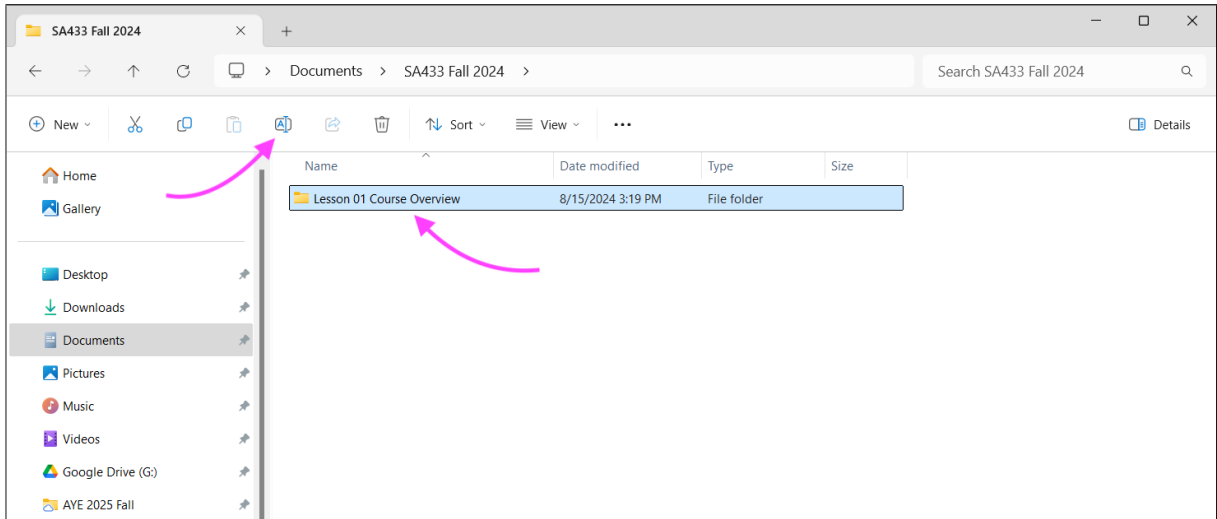 SA433 Fall 2024
Documents > SA433 Fall 2024 >
Search SA433 Fall 2024
New
Sort
View
Details
Name Date modified Type Size
Lesson 01 Course Overview 8/15/2024 3:19 PM File folder
Home
Gallery
Desktop
Downloads
Documents
Pictures
Music
Videos
Google Drive (G:)
AYE 2025 Fall